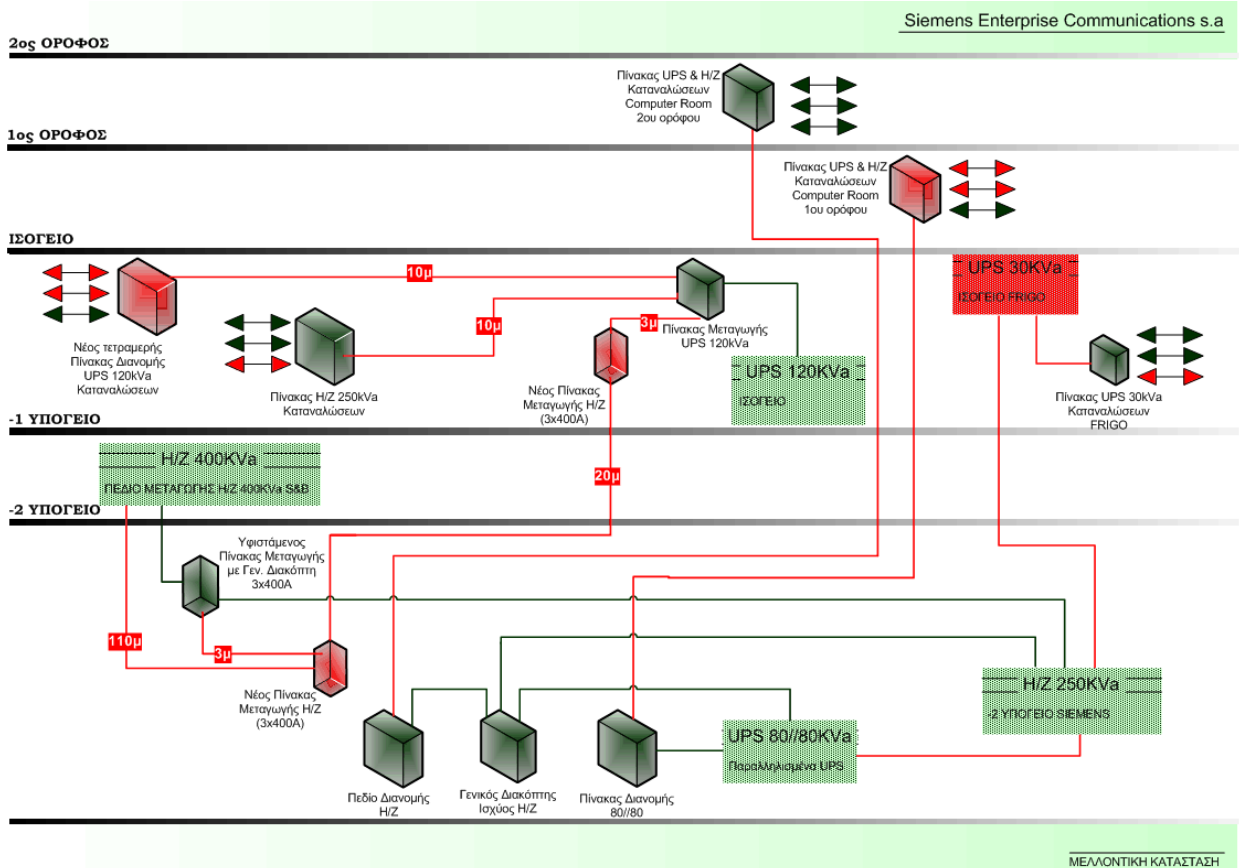 Siemens Enterprise Communications s.a
2ος ΟΡΟΦΟΣ
Πίνακας UPS & Η/Ζ
Καταναλώσεων
Computer Room
2ου ορόφου
1ος ΟΡΟΦΟΣ
Πίνακας UPS & Η/Ζ
Καταναλώσεων
Computer Room
1ου ορόφου
ΙΣΟΓΕΙΟ
10μ
UPS 30KVa
ΙΣΟΓΕΙΟ FRIGO
10μ
3μ
Πίνακας Μεταγωγής
UPS 120kVa
Νέος τετραμερής
Πίνακας Διανομής
UPS 120kVa
Καταναλώσεων
Πίνακας Η/Ζ 250kVa
Καταναλώσεων
Νέος Πίνακας
Μεταγωγής Η/Ζ
(3x400A)
UPS 120KVa
ΙΣΟΓΕΙΟ
Πίνακας UPS 30kVa
Καταναλώσεων
FRIGO
-1 ΥΠΟΓΕΙΟ
Η/Ζ 400KVa
ΠΕΔΙΟ ΜΕΤΑΓΩΓΗΣ Η/Ζ 400KVa S&B
20μ
-2 ΥΠΟΓΕΙΟ
Υφιστάμενος
Πίνακας Μεταγωγής
με Γεν. Διακόπτη
3x400A
110μ
3μ
Νέος Πίνακας
Μεταγωγής Η/Ζ
(3x400A)
Η/Ζ 250KVa
-2 ΥΠΟΓΕΙΟ SIEMENS
UPS 80//80KVa
Παραλληλισμένα UPS
Πεδίο Διανομής
Η/Ζ
Γενικός Διακόπτης
Ισχύος Η/Ζ
Πίνακας Διανομής
80//80
ΜΕΛΛΟΝΤΙΚΗ ΚΑΤΑΣΤΑΣΗ